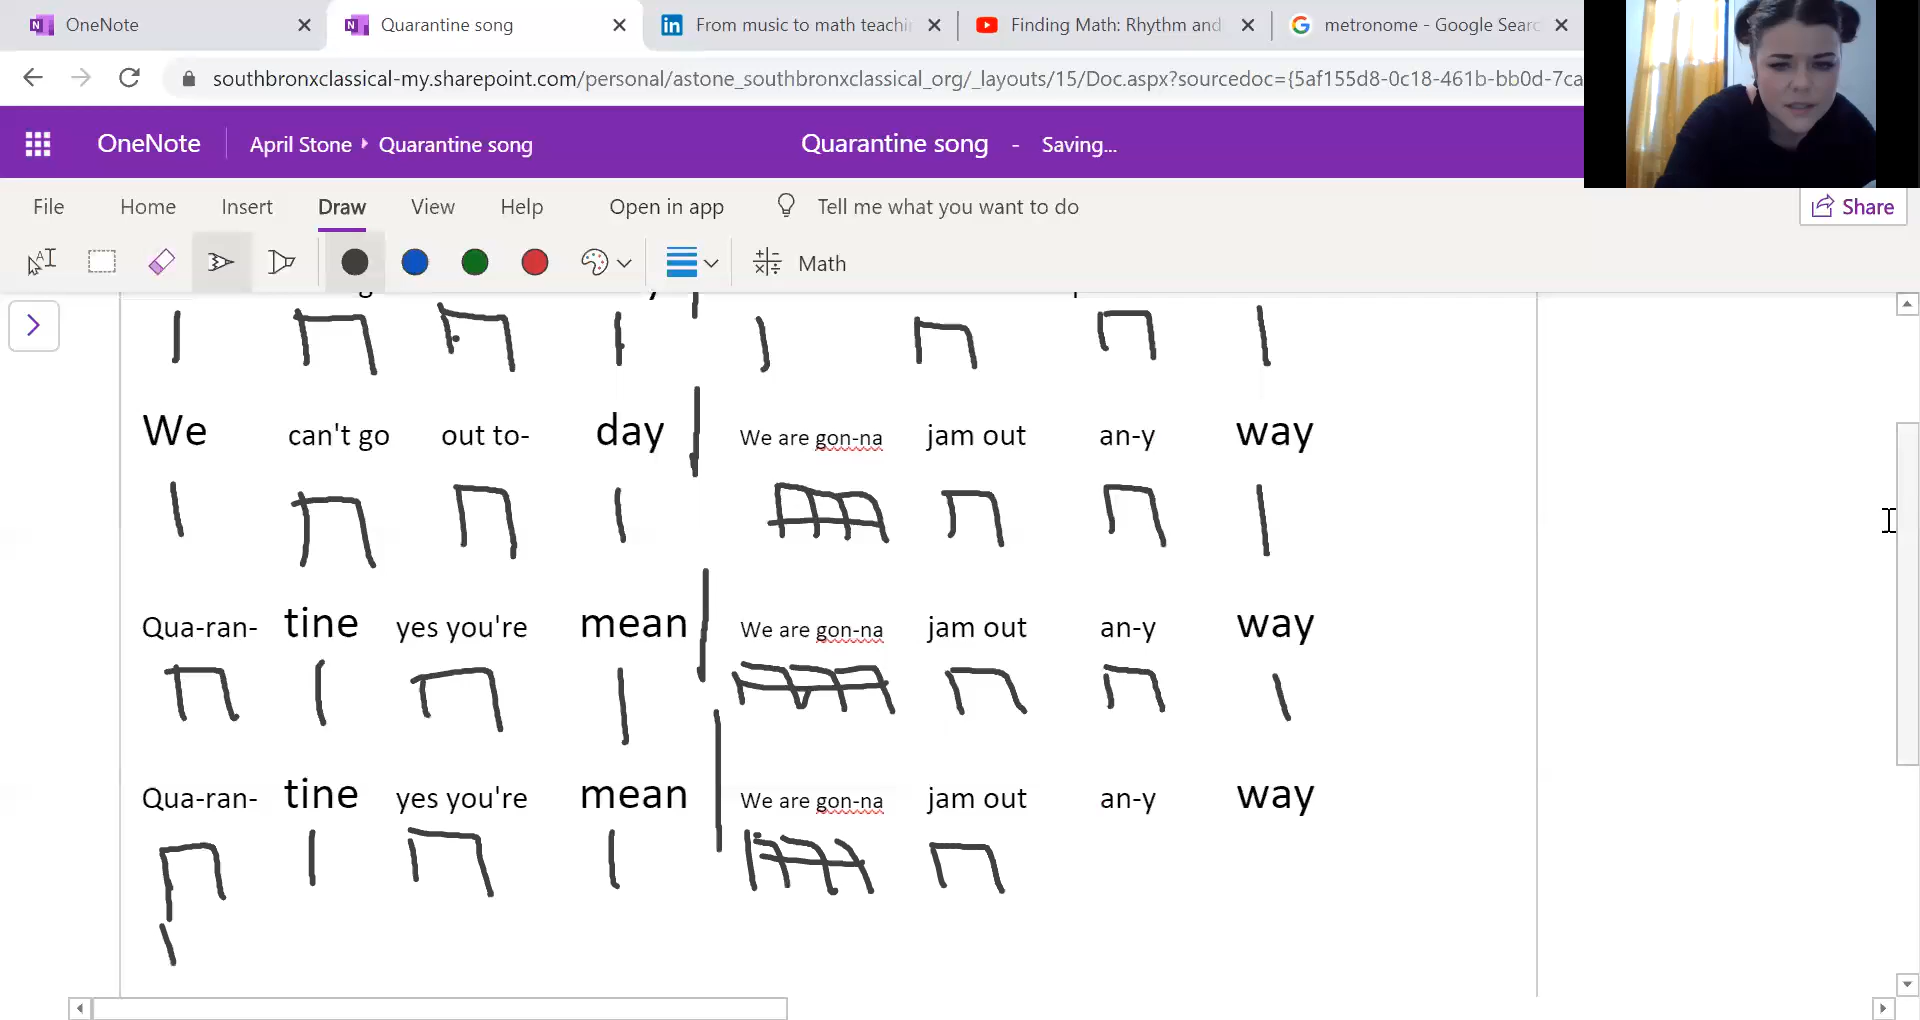 OneNote Quarantine song From music to math teachi Finding Math: Rhythm and metronome - Google Searc
southbronxclassical-my.sharepoint.com/personal/astone_southbronxclassical_org/_layouts/15/Doc.aspx?sourcedoc={5af155d8-0c18-461b-bb0d-7ca
OneNote April Stone Quarantine song Quarantine song - Saving...
File Home Insert Draw View Help Open in app Tell me what you want to do Share
Math
We can't go out to- day We are gon-na jam out an-y way
Qua-ran- tine yes you're mean We are gon-na jam out an-y way
Qua-ran- tine yes you're mean We are gon-na jam out an-y way